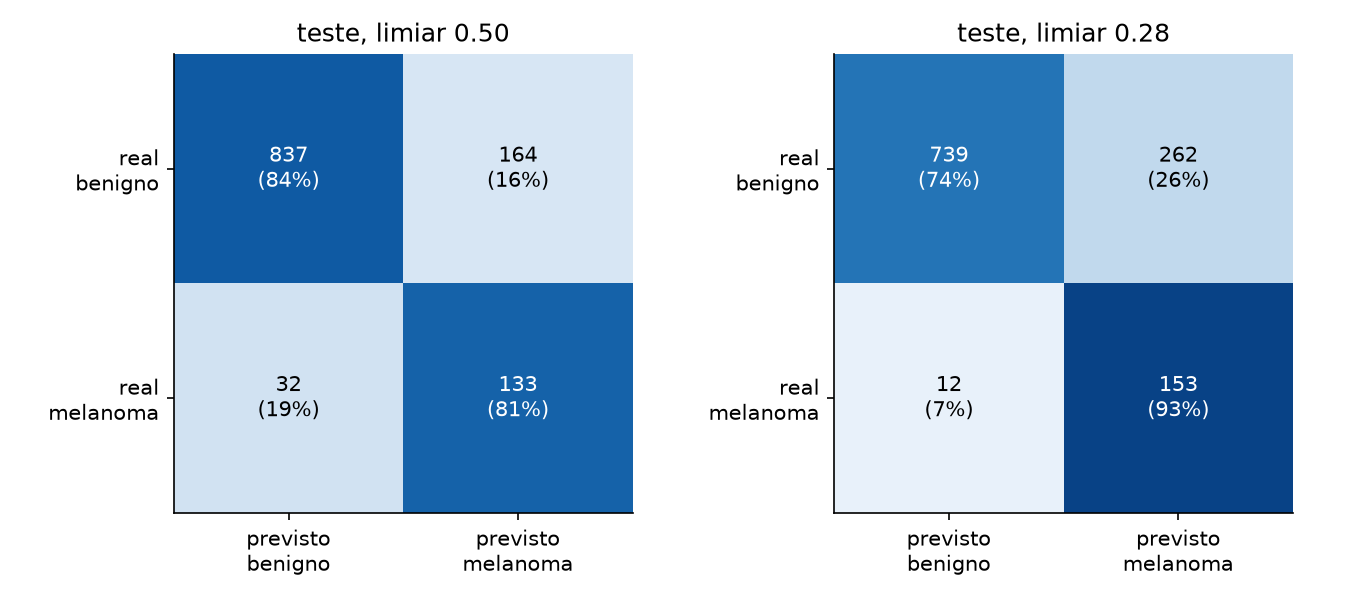 teste, limiar 0.50
real
benigno
837
(84%)
164
(16%)
real
melanoma
32
(19%)
133
(81%)
previsto
benigno
previsto
melanoma
teste, limiar 0.28
real
benigno
739
(74%)
262
(26%)
real
melanoma
12
(7%)
153
(93%)
previsto
benigno
previsto
melanoma